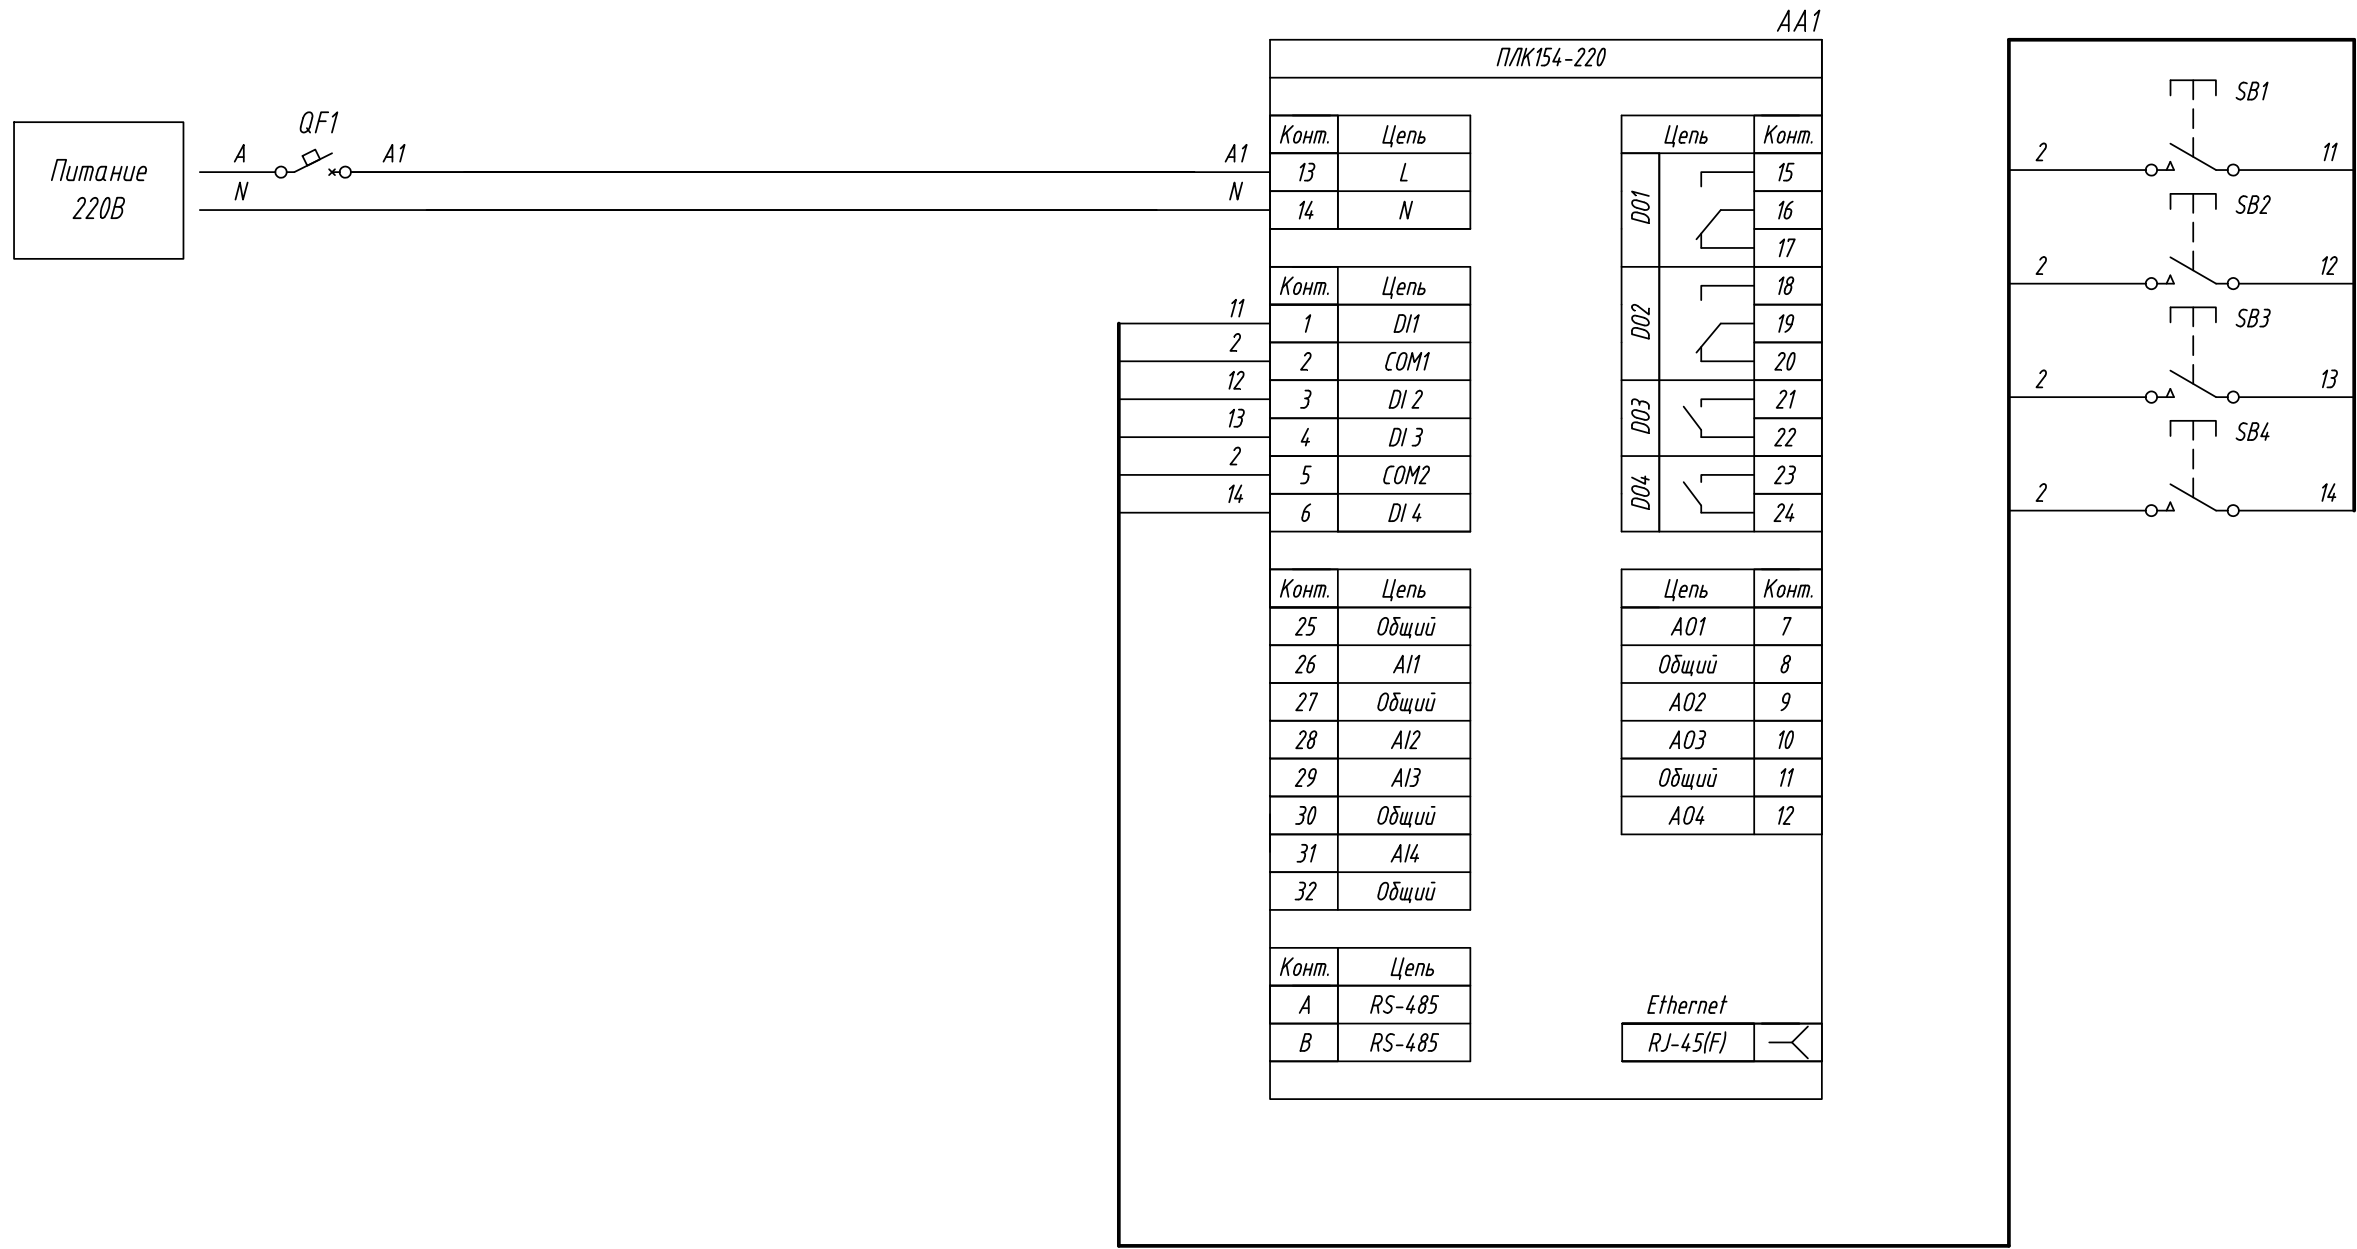 AA1
ПЛК154-220
Питание
220В
A
QF1
A1
N
A1
N
Конт. Цепь
13 L
14 N
Конт. Цепь
11
1 DI1
2
2 COM1
12
3 DI 2
13
4 DI 3
2
5 COM2
14
6 DI 4
Конт. Цепь
25 Общий
26 AI1
27 Общий
28 AI2
29 AI3
30 Общий
31 AI4
32 Общий
Конт. Цепь
A RS-485
B RS-485
Цепь Конт.
DO1
15
16
17
DO2
18
19
20
DO3
21
22
DO4
23
24
Цепь Конт.
AO1 7
Общий 8
AO2 9
AO3 10
Общий 11
AO4 12
Ethernet
RJ-45(F)
SB1
2 11
SB2
2 12
SB3
2 13
SB4
2 14